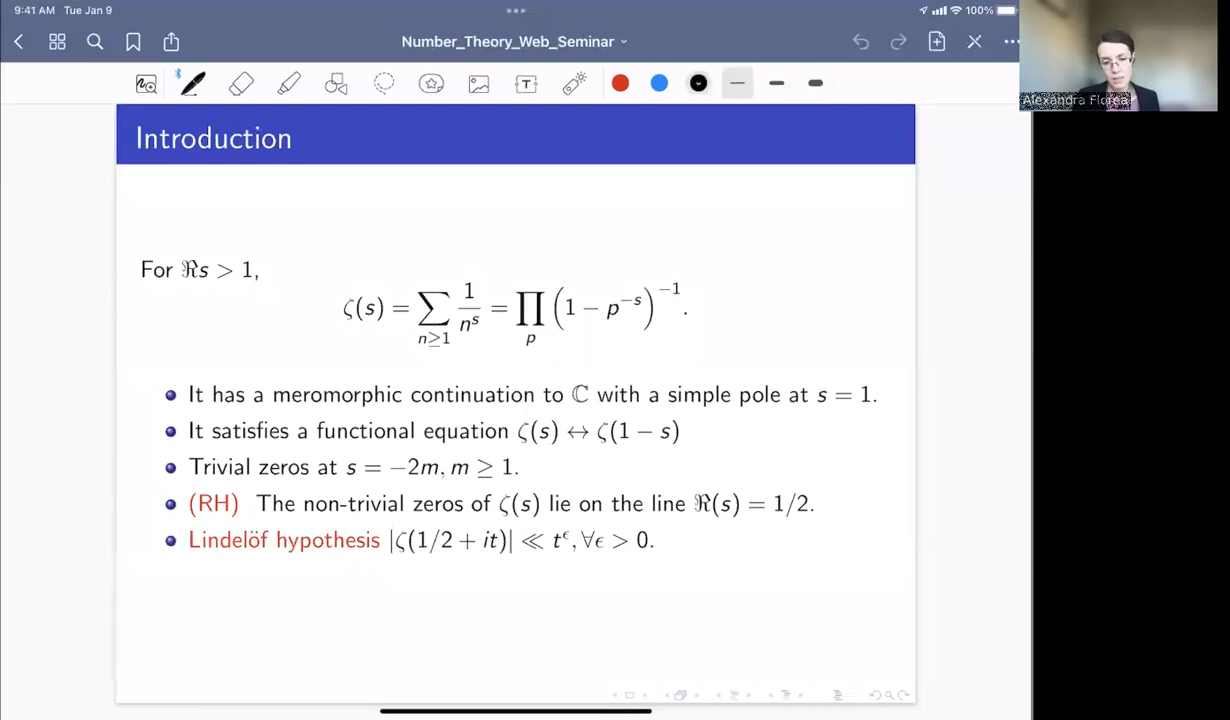 9:41 AM Tue Jan 9
100%
Number_Theory_Web_Seminar
T
Alexandra Florea
Introduction
For ℜs > 1,
ζ(s) = ∑_{n≥1} 1/n^s = ∏_p (1 − p^{−s})^{−1}.
It has a meromorphic continuation to ℂ with a simple pole at s = 1.
It satisfies a functional equation ζ(s) ↔ ζ(1 − s)
Trivial zeros at s = −2m, m ≥ 1.
(RH) The non-trivial zeros of ζ(s) lie on the line ℜ(s) = 1/2.
Lindelöf hypothesis |ζ(1/2 + it)| ≪ t^ϵ, ∀ϵ > 0.